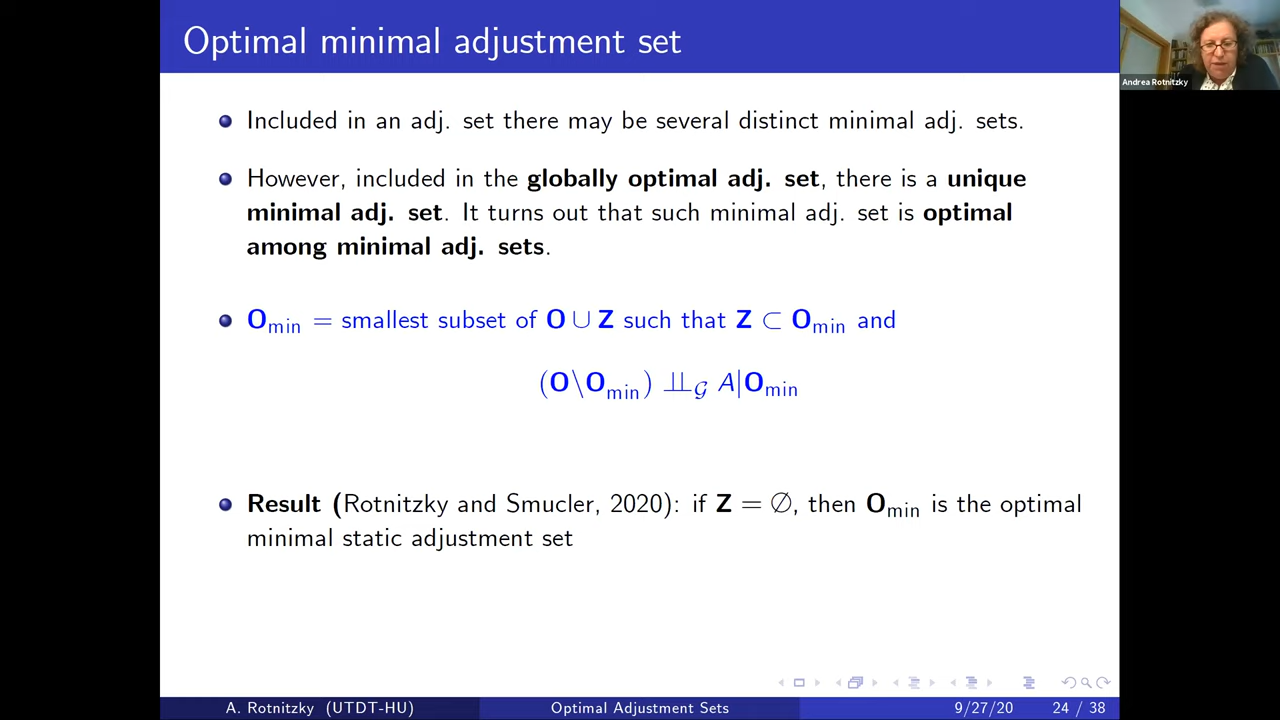 Optimal minimal adjustment set
Andrea Rotnitzky
Included in an adj. set there may be several distinct minimal adj. sets.
However, included in the globally optimal adj. set, there is a unique
minimal adj. set. It turns out that such minimal adj. set is optimal
among minimal adj. sets.
O_min = smallest subset of O ∪ Z such that Z ⊂ O_min and
(O\O_min) ⫫_𝒢 A|O_min
Result (Rotnitzky and Smucler, 2020): if Z = ∅, then O_min is the optimal
minimal static adjustment set
A. Rotnitzky (UTDT-HU)
Optimal Adjustment Sets
9/27/20
24 / 38